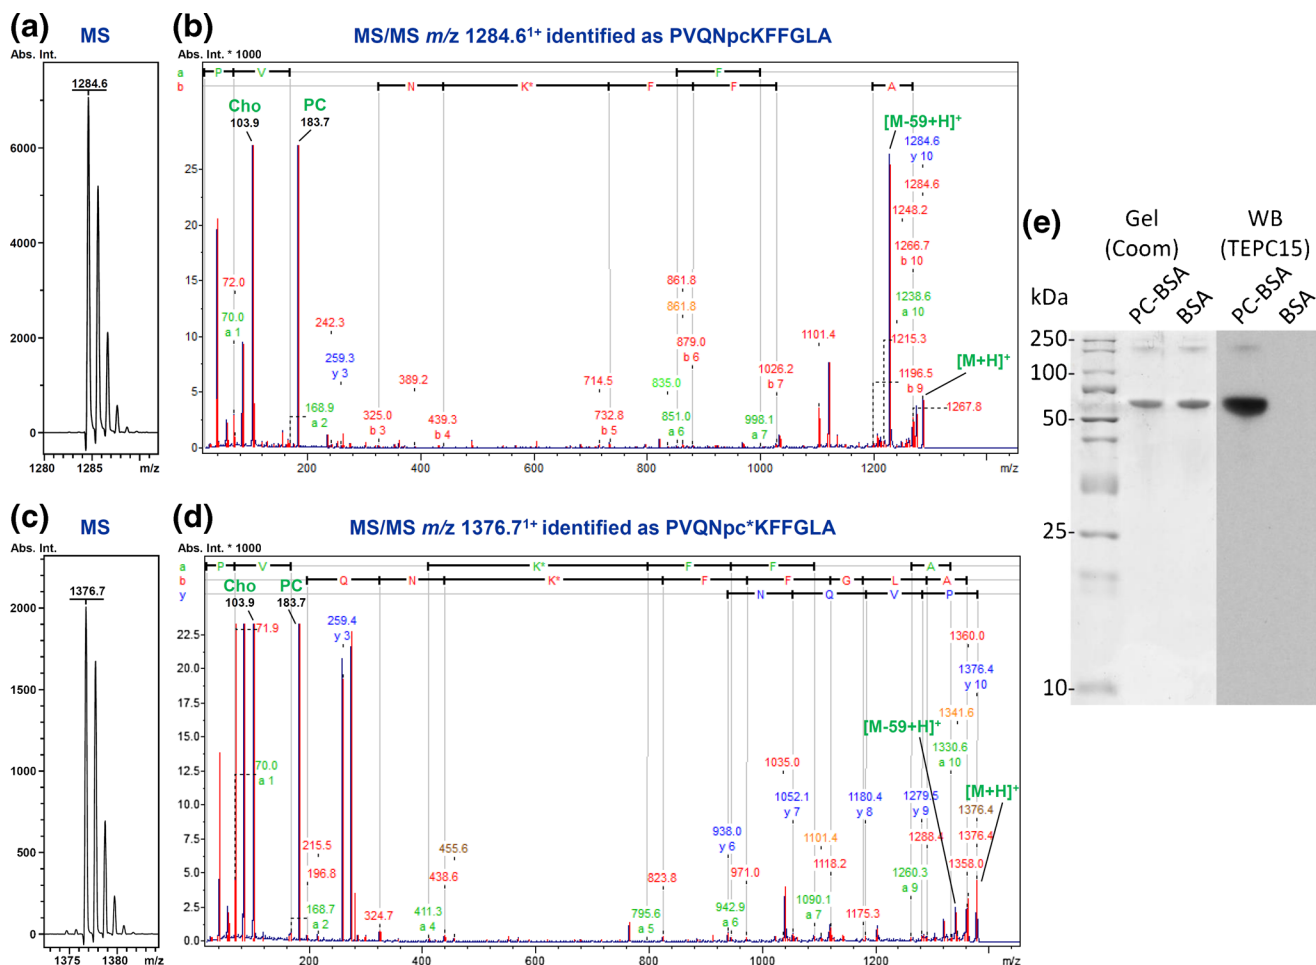 (a)
MS
Abs. Int.
1284.6
6000
4000
2000
0
1280
1285
m/z
(b)
MS/MS m/z 1284.6¹⁺ identified as PVQNpcKFFGLA
Abs. Int. * 1000
a
P
V
F
b
N
K*
F
F
A
Cho
103.9
PC
183.7
[M-59+H]⁺
1284.6
y 10
1284.6
1248.2
1266.7
b 10
1238.6
a 10
1215.3
1196.5
b 9
[M+H]⁺
1267.8
25
20
15
10
5
0
72.0
70.0
a 1
168.9
a 2
242.3
259.3
y 3
325.0
b 3
389.2
439.3
b 4
714.5
732.8
b 5
835.0
851.0
a 6
861.8
861.8
879.0
b 6
1026.2
b 7
998.1
a 7
1101.4
200
400
600
800
1000
1200
m/z
(c)
MS
Abs. Int.
1376.7
2000
1500
1000
500
0
1375
1380
m/z
(d)
MS/MS m/z 1376.7¹⁺ identified as PVQNpc*KFFGLA
Abs. Int. * 1000
a
P
V
K*
F
F
A
b
Q
N
K*
F
F
G
L
A
y
N
Q
V
P
Cho
103.9
PC
183.7
71.9
70.0
a 1
22.5
20.0
17.5
15.0
12.5
10.0
7.5
5.0
2.5
0.0
259.4
y 3
215.5
196.8
168.7
a 2
324.7
411.3
a 4
438.6
455.6
795.6
a 5
823.8
938.0
y 6
942.9
a 6
971.0
1035.0
1052.1
y 7
1101.4
1118.2
1090.1
a 7
1180.4
y 8
1175.3
1279.5
y 9
1288.4
1260.3
a 9
[M-59+H]⁺
1330.6
a 10
1341.6
1360.0
1376.4
y 10
[M+H]⁺
1376.4
1376.4
1358.0
200
400
600
800
1000
1200
m/z
(e)
Gel
(Coom)
WB
(TEPC15)
kDa
PC-BSA
BSA
PC-BSA
BSA
250-
100-
50-
25-
10-